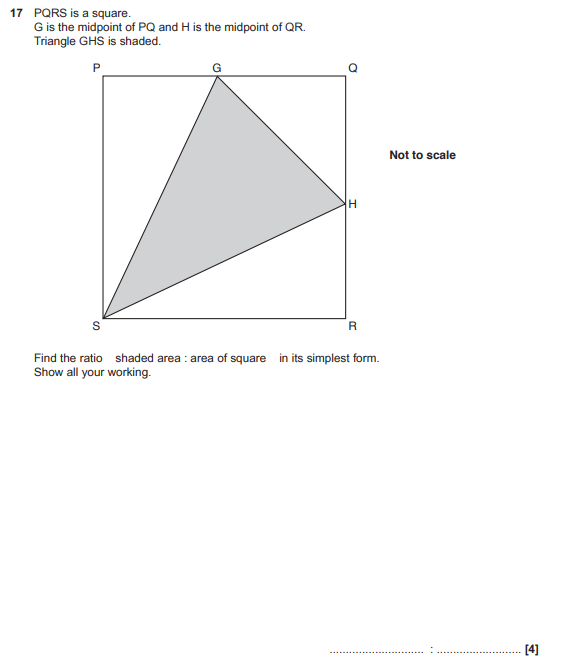 17 PQRS is a square.
G is the midpoint of PQ and H is the midpoint of QR.
Triangle GHS is shaded.
P G Q
Not to scale
H
S R
Find the ratio shaded area : area of square in its simplest form.
Show all your working.
............................. : .......................... [4]